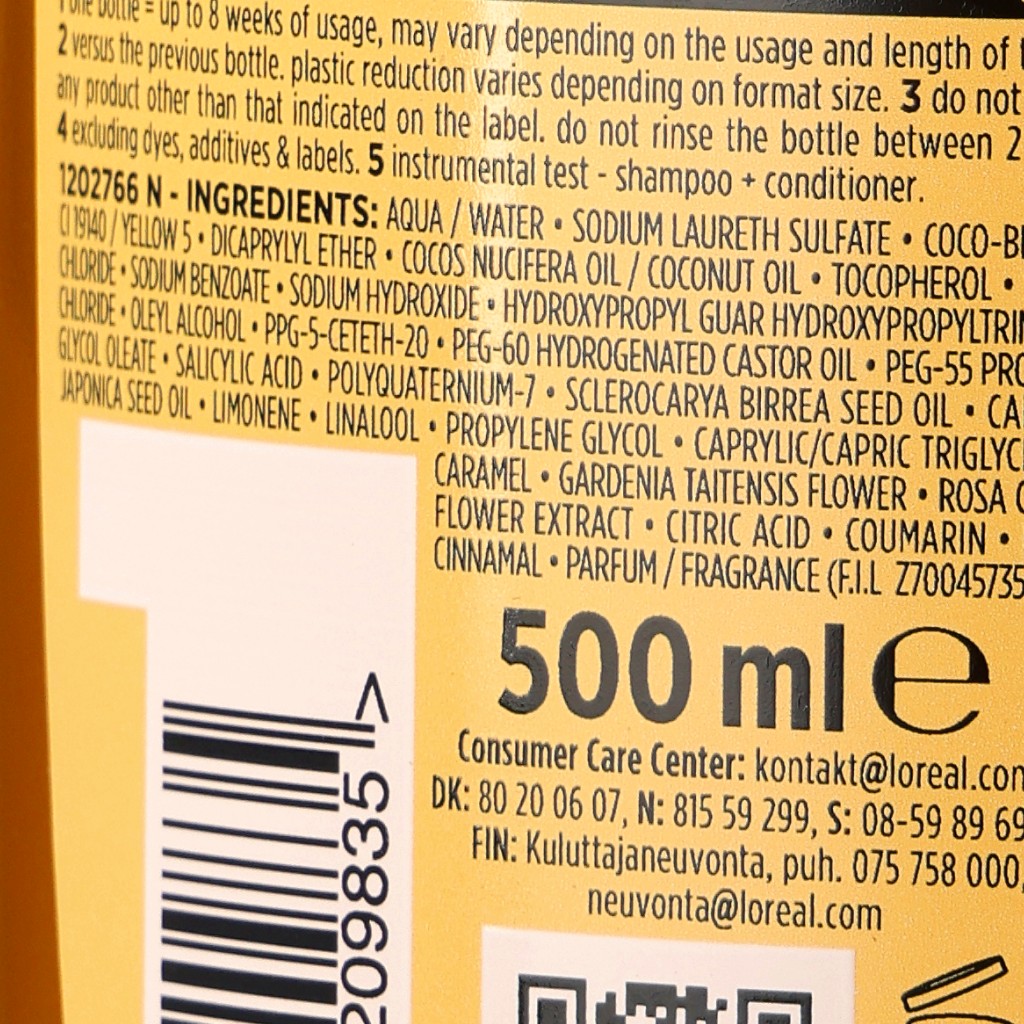 one bottle = up to 8 weeks of usage, may vary depending on the usage and length of
2 versus the previous bottle. plastic reduction varies depending on format size. 3 do not
any product other than that indicated on the label. do not rinse the bottle between 2
4 excluding dyes, additives & labels. 5 instrumental test - shampoo + conditioner.
1202766 N - INGREDIENTS: AQUA / WATER • SODIUM LAURETH SULFATE •
CI 19140 / YELLOW 5 • DICAPRYLYL ETHER • COCOS NUCIFERA OIL / COCONUT OIL • TOCOPHEROL •
CHLORIDE • SODIUM BENZOATE • SODIUM HYDROXIDE • HYDROXYPROPYL GUAR
CHLORIDE • OLEYL ALCOHOL • PPG-5-CETETH-20 • PEG-60 HYDROGENATED CASTOR OIL • PEG-55
GLYCOL OLEATE • SALICYLIC ACID • POLYQUATERNIUM-7 • SCLEROCARYA BIRREA SEED OIL •
JAPONICA SEED OIL • LIMONENE • LINALOOL • PROPYLENE GLYCOL • CAPRYLIC/CAPRIC
CARAMEL • GARDENIA TAITENSIS FLOWER • ROSA
FLOWER EXTRACT • CITRIC ACID • COUMARIN •
CINNAMAL • PARFUM / FRAGRANCE (F.I.L Z70045735
500 ml e
Consumer Care Center: kontakt@loreal.com
DK: 80 20 06 07, N: 815 59 299, S: 08-59 89 69
FIN: Kuluttajaneuvonta, puh. 075 758 000,
neuvonta@loreal.com
209835 >